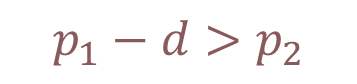 p₁ − d > p₂